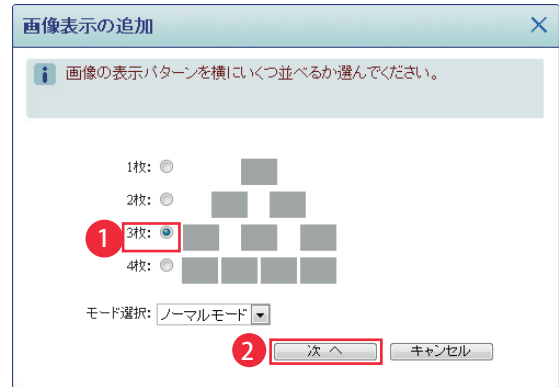 画像表示の追加
画像の表示パターンを横にいくつ並べるか選んでください。
1枚:
2枚:
1 3枚:
4枚:
モード選択: ノーマルモード
2 次 へ キャンセル